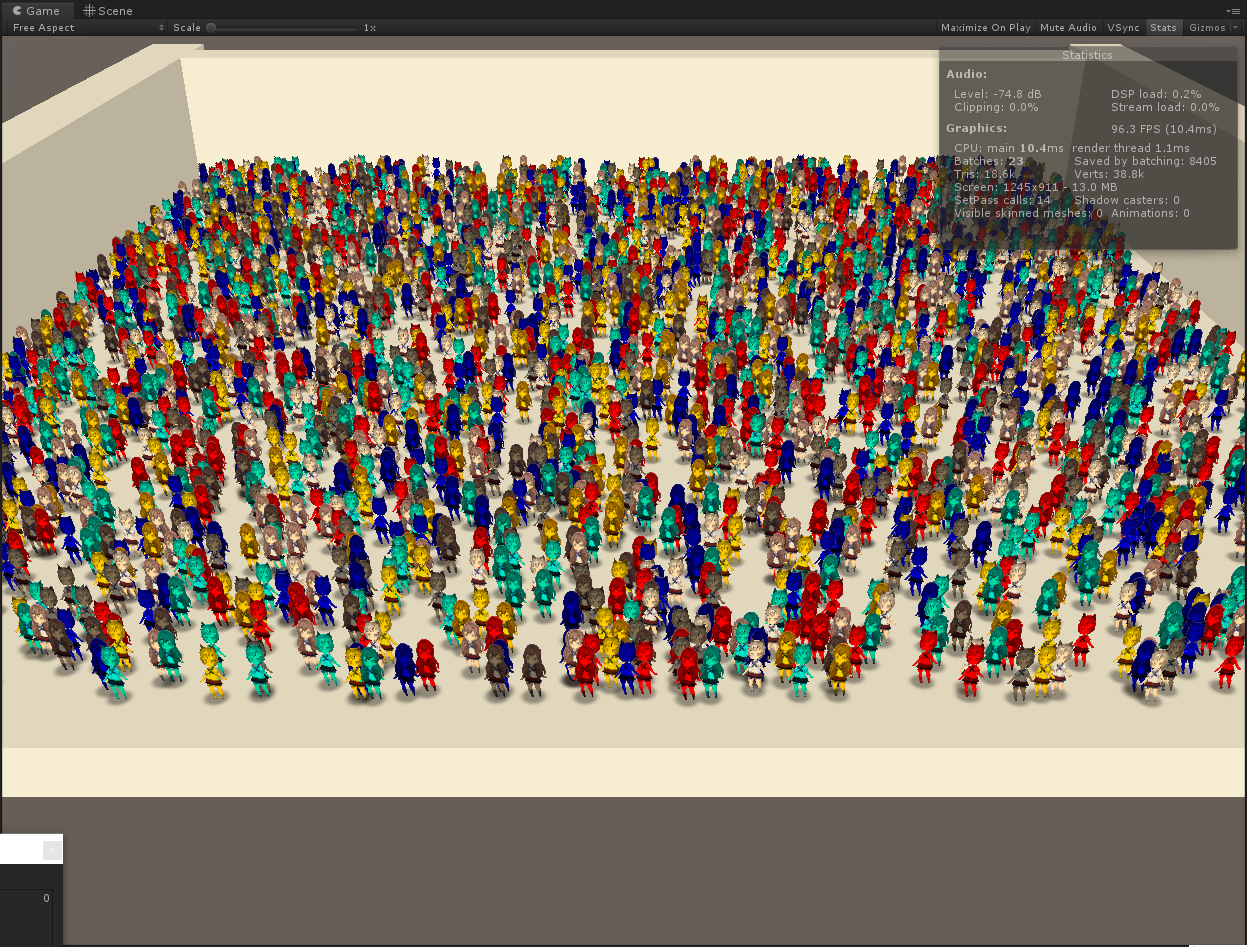 Game Scene
Free Aspect Scale 1x Maximize On Play Mute Audio VSync Stats Gizmos
Statistics
Audio:
Level: -74.8 dB DSP load: 0.2%
Clipping: 0.0% Stream load: 0.0%
Graphics: 96.3 FPS (10.4ms)
CPU: main 10.4ms render thread 1.1ms
Batches: 23 Saved by batching: 8405
Tris: 18.6k Verts: 38.8k
Screen: 1245x911 - 13.0 MB
SetPass calls: 14 Shadow casters: 0
Visible skinned meshes: 0 Animations: 0
0